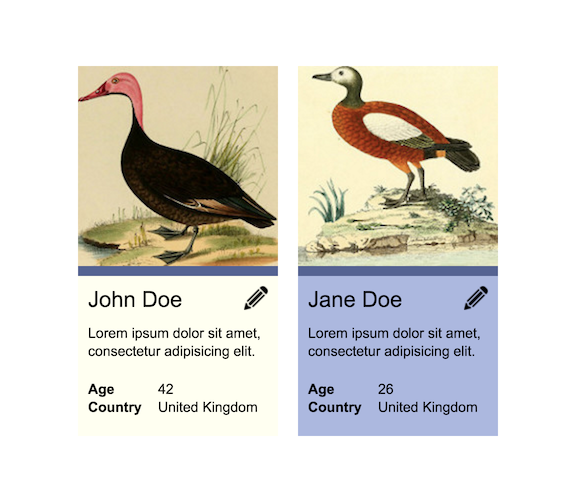 John Doe
Lorem ipsum dolor sit amet,
consectetur adipisicing elit.
Age 42
Country United Kingdom
Jane Doe
Lorem ipsum dolor sit amet,
consectetur adipisicing elit.
Age 26
Country United Kingdom